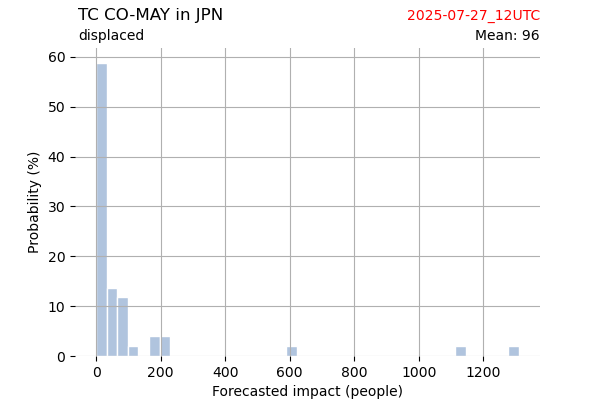 TC CO-MAY in JPN
2025-07-27_12UTC
displaced
Mean: 96
60
50
40
30
20
10
0
Probability (%)
0 200 400 600 800 1000 1200
Forecasted impact (people)